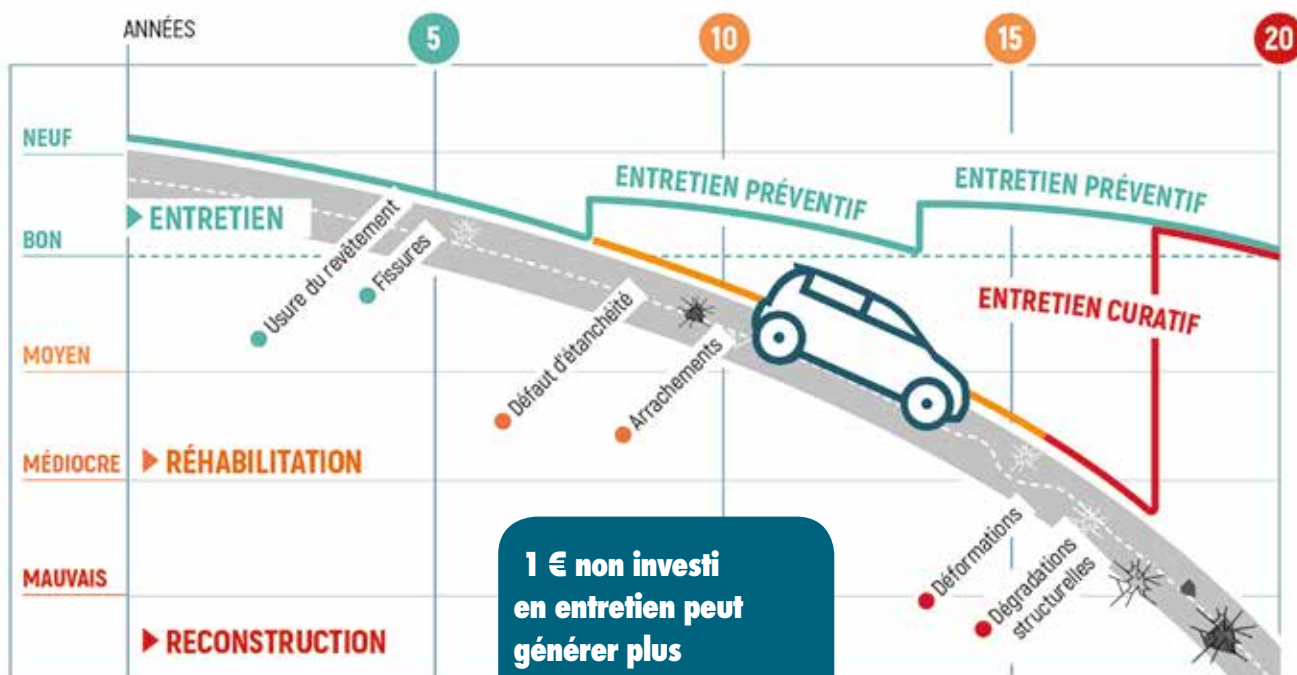 ANNÉES
5
10
15
20
NEUF
ENTRETIEN PRÉVENTIF
ENTRETIEN PRÉVENTIF
ENTRETIEN
BON
Usure du revêtement
Fissures
ENTRETIEN CURATIF
MOYEN
Défaut d'étanchéité
Arrachements
MÉDIOCRE
RÉHABILITATION
Déformations
Dégradations
structurelles
MAUVAIS
RECONSTRUCTION
1 € non investi
en entretien peut
générer plus